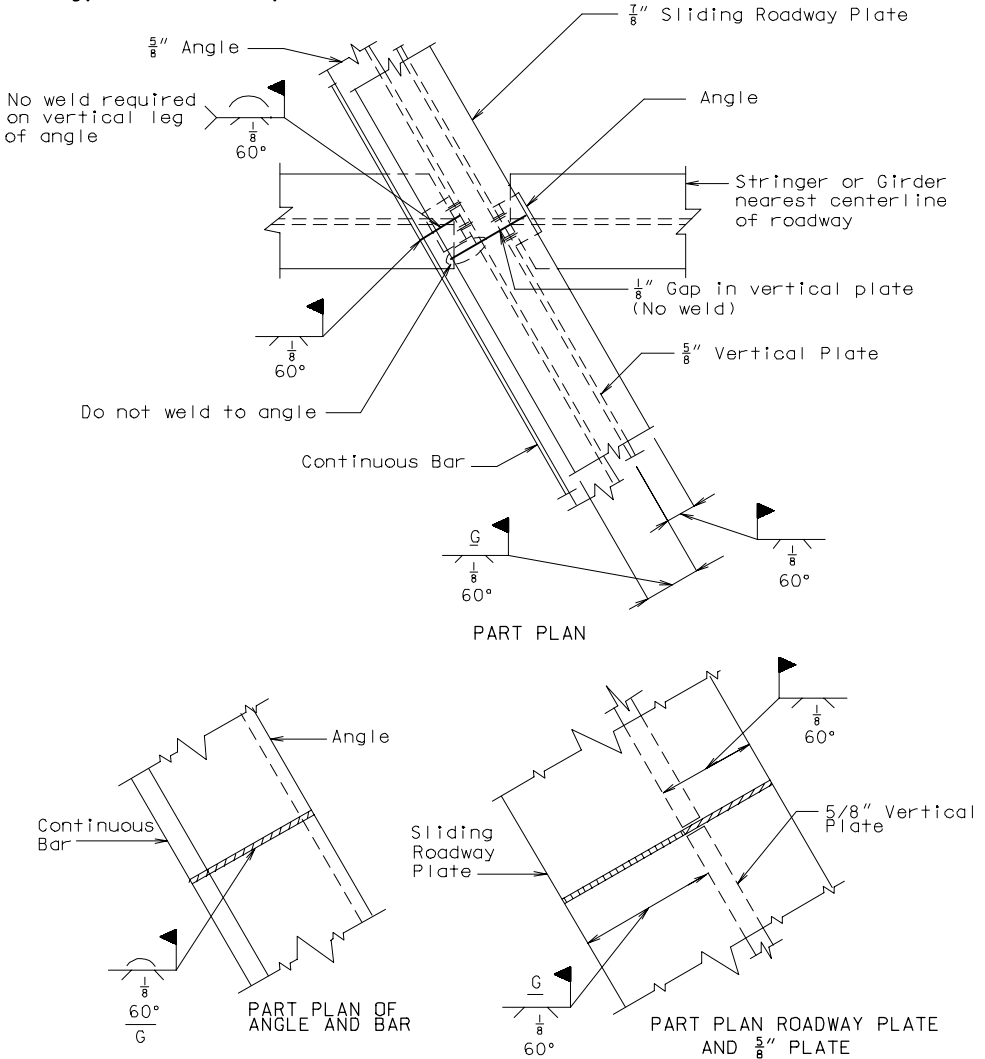 7/8" Sliding Roadway Plate
5/8" Angle
No weld required
on vertical leg
of angle
1/8
60°
Angle
Stringer or Girder
nearest centerline
of roadway
1/8" Gap in vertical plate
(No weld)
1/8
60°
5/8" Vertical Plate
Do not weld to angle
Continuous Bar
G
1/8
60°
1/8
60°
PART PLAN
1/8
60°
Angle
Continuous
Bar
Sliding
Roadway
Plate
5/8" Vertical
Plate
1/8
60°
G
PART PLAN OF
ANGLE AND BAR
G
1/8
60°
PART PLAN ROADWAY PLATE
AND 5/8" PLATE